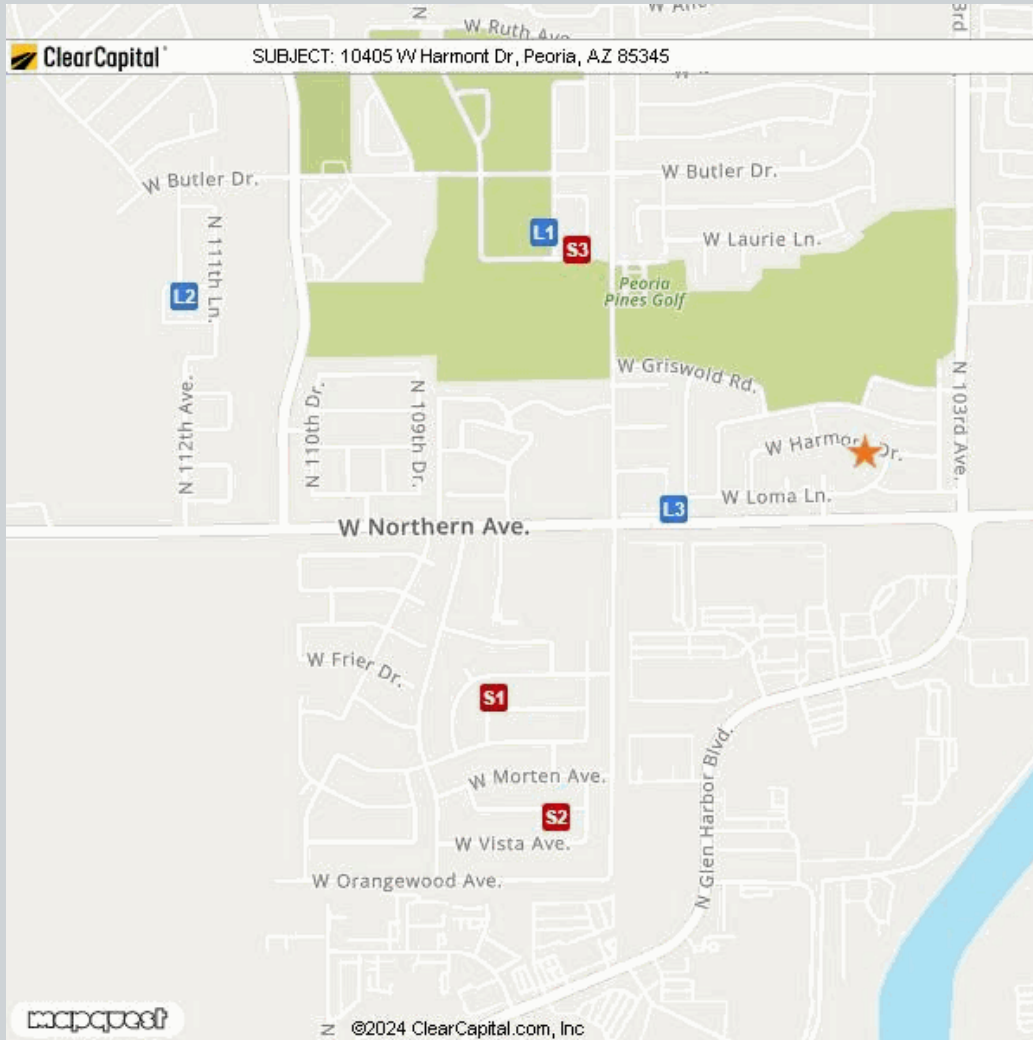 N
W Ruth Ave
3rd
ClearCapital
SUBJECT: 10405 W Harmont Dr, Peoria, AZ 85345
W Butler Dr.
W Butler Dr.
N 111th Ln.
L1
S3
W Laurie Ln.
L2
Peoria
Pines Golf
W Griswold Rd.
N 112th Ave.
N 110th Dr.
N 109th Dr.
N 103rd Ave.
W Harmo Dr.
W Loma Ln.
L3
W Northern Ave.
W Frier Dr.
S1
N Glen Harbor Blvd.
W Morten Ave.
S2
W Vista Ave.
W Orangewood Ave.
mapquest
N
©2024 ClearCapital.com, Inc